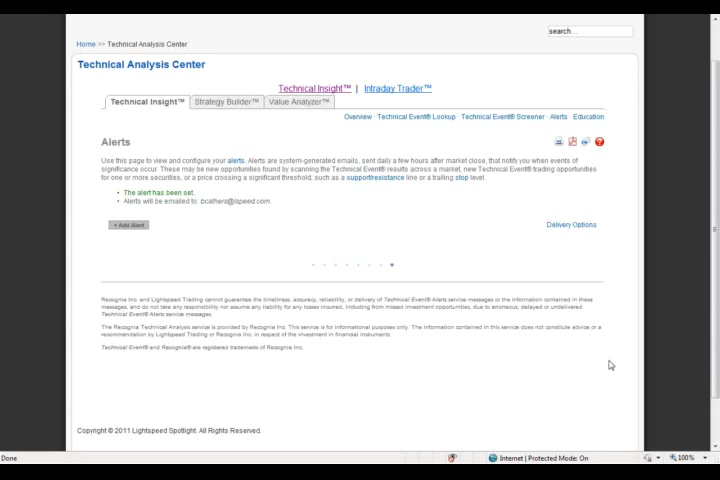 search...
Home >> Technical Analysis Center
Technical Analysis Center
Technical Insight™ | Intraday Trader™
Technical Insight™ Strategy Builder™ Value Analyzer™
Overview · Technical Event® Lookup · Technical Event® Screener · Alerts · Education
Alerts
Use this page to view and configure your alerts. Alerts are system-generated emails, sent daily a few hours after market close, that notify you when events of
significance occur. These may be new opportunities found by scanning the Technical Event® results across a market, new Technical Event® trading opportunities
for one or more securities, or a price crossing a significant threshold, such as a support/resistance line or a trailing stop level.
The alert has been set.
Alerts will be emailed to: bcathers@lspeed.com
+ Add Alert
Delivery Options
Recognia Inc. and Lightspeed Trading cannot guarantee the timeliness, accuracy, reliability, or delivery of Technical Event® Alerts service messages or the information contained in these
messages, and do not take any responsibility nor assume any liability for any losses incurred, including from missed investment opportunities, due to erroneous, delayed or undelivered
Technical Event® Alerts service messages.
The Recognia Technical Analysis service is provided by Recognia Inc. This service is for informational purposes only. The information contained in this service does not constitute advice or a
recommendation by Lightspeed Trading or Recognia Inc. in respect of the investment in financial instruments.
Technical Event® and Recognia® are registered trademarks of Recognia Inc.
Copyright © 2011 Lightspeed Spotlight. All Rights Reserved.
Done
Internet | Protected Mode: On
100%